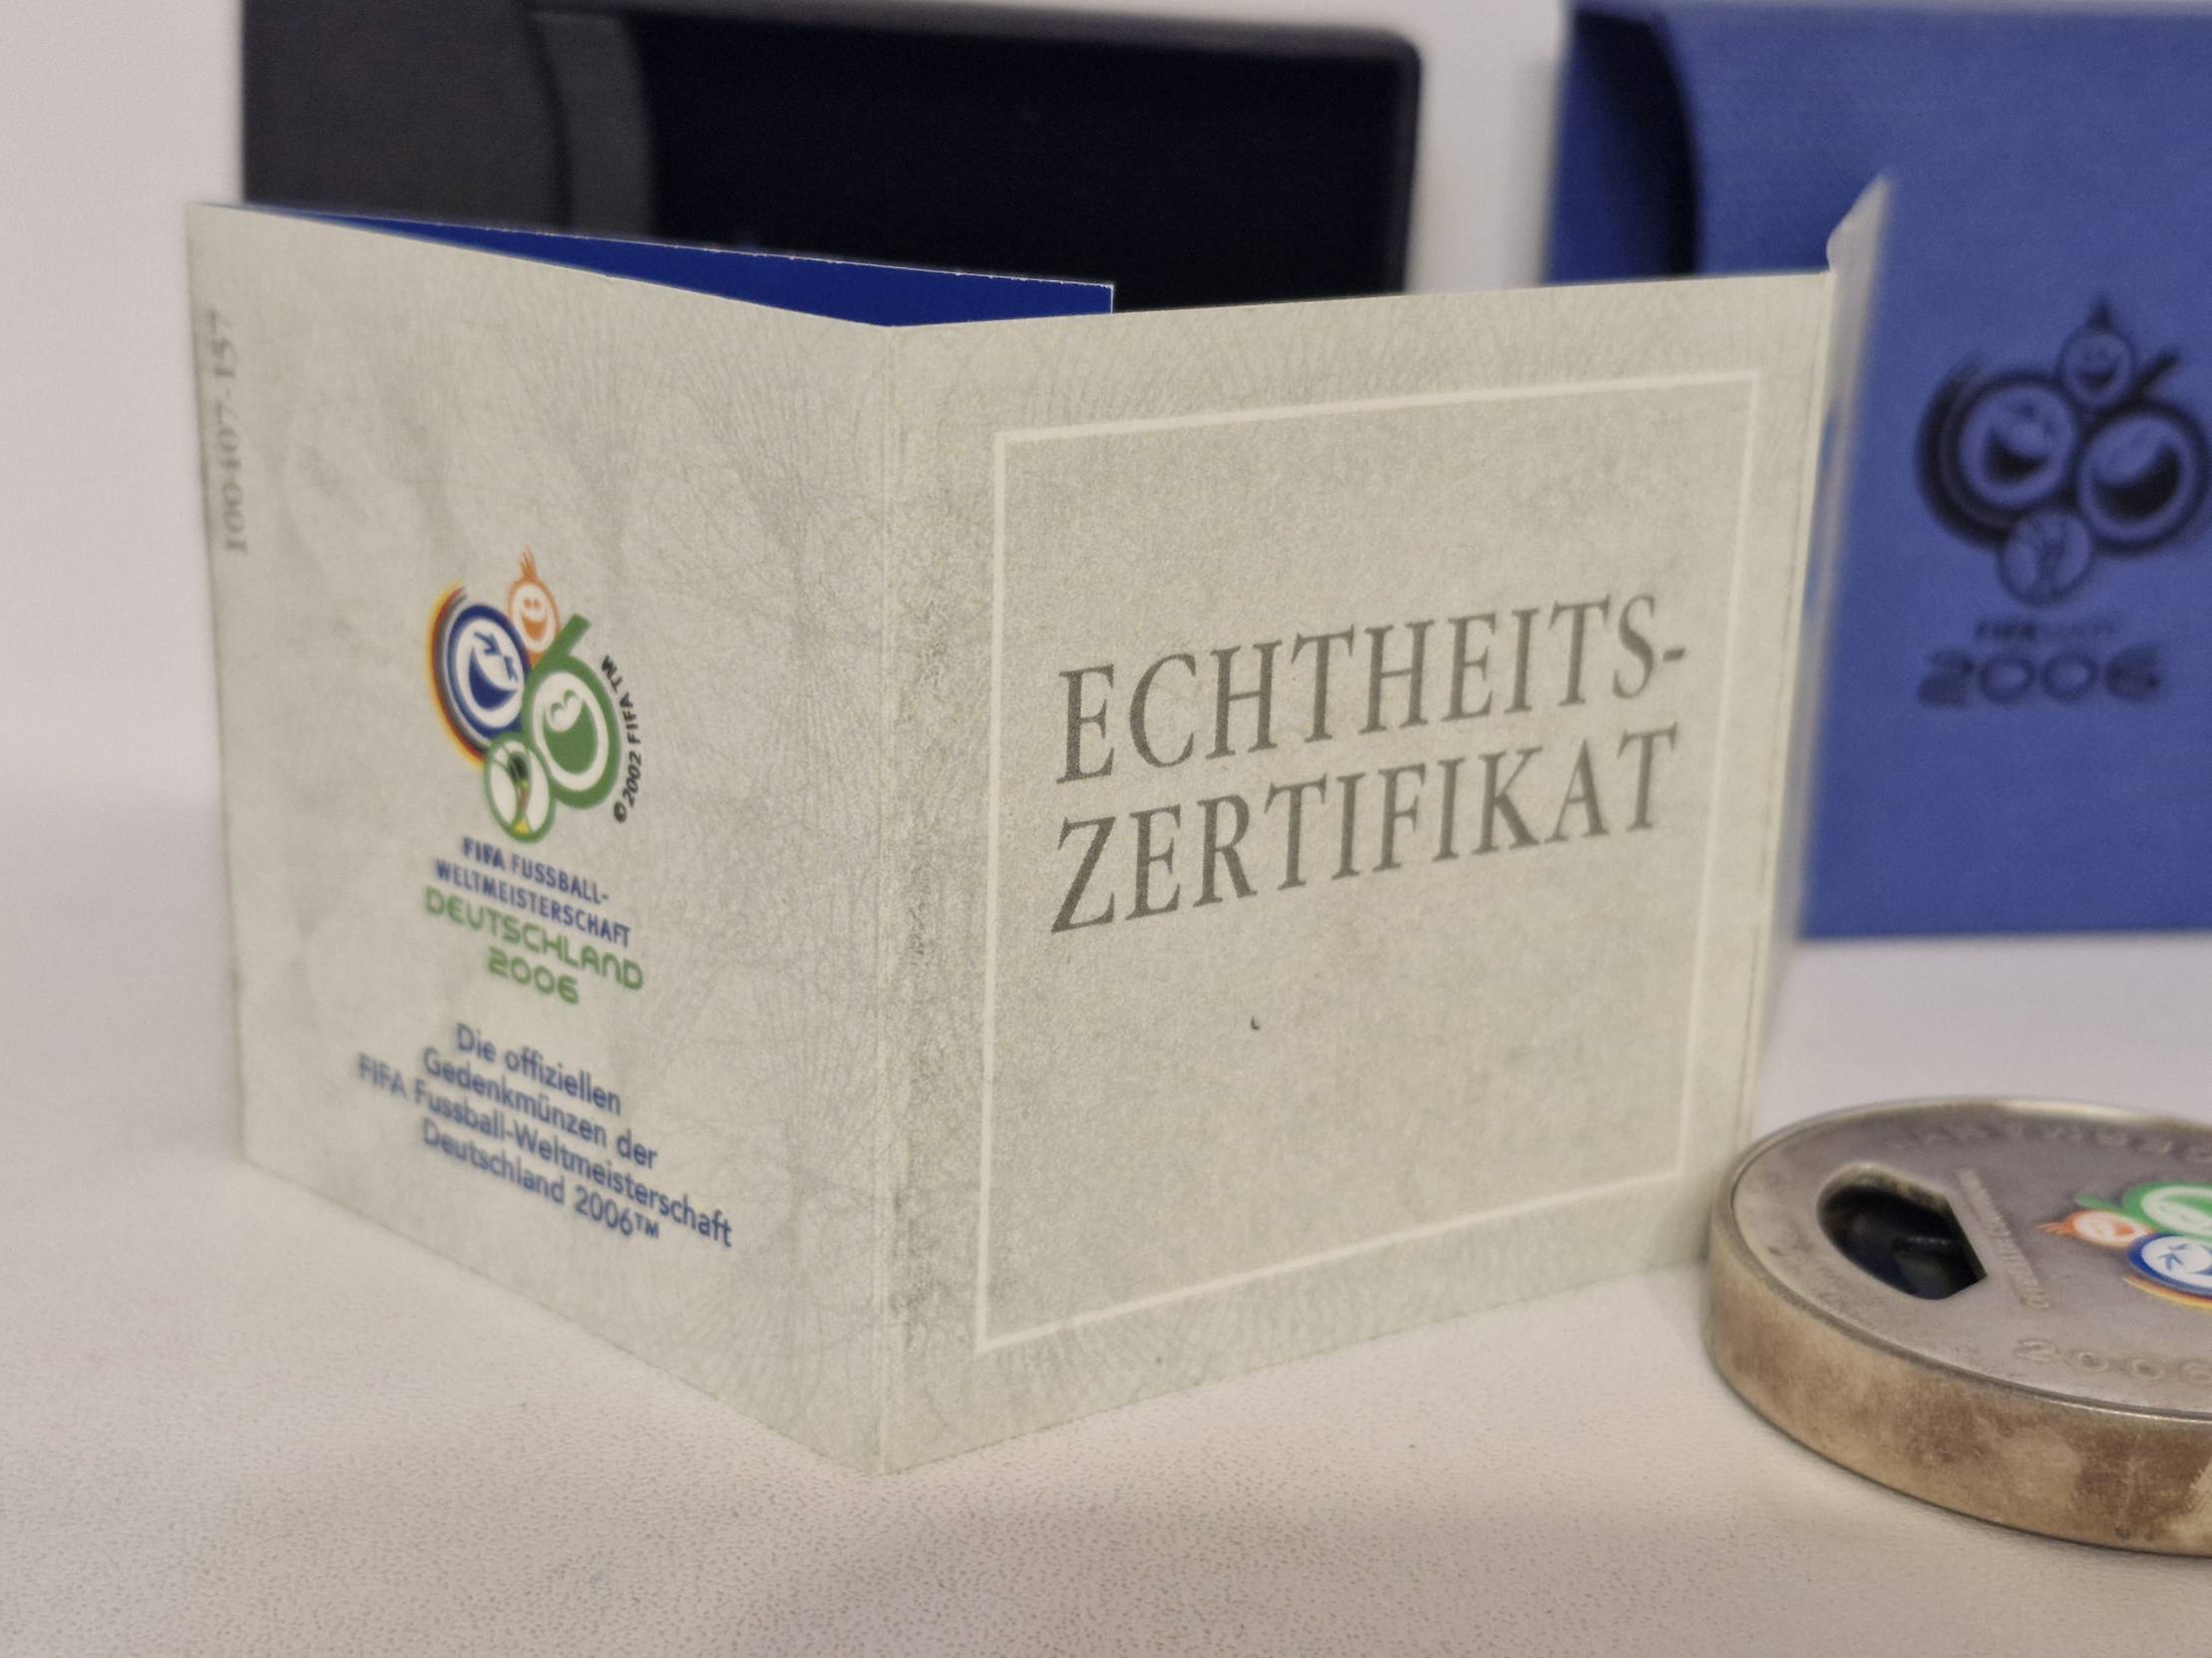 100407-157
© 2002 FIFA TM
FIFA FUSSBALL-
WELTMEISTERSCHAFT
DEUTSCHLAND
2006
Die offiziellen
Gedenkmünzen der
FIFA Fussball-Weltmeisterschaft
Deutschland 2006™
ECHTHEITS-
ZERTIFIKAT
2006